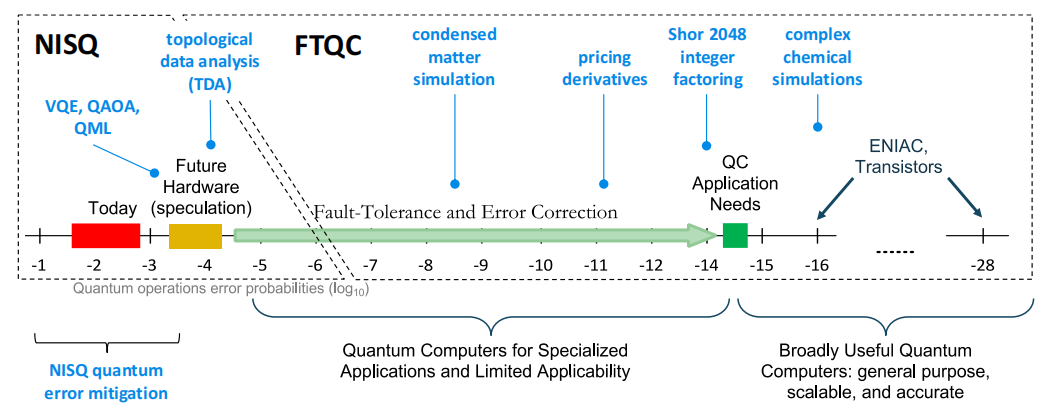 NISQ
topological
data analysis
(TDA)
FTQC
condensed
matter
simulation
pricing
derivatives
Shor 2048
integer
factoring
complex
chemical
simulations
VQE, QAOA,
QML
Future
Hardware
(speculation)
Today
Fault-Tolerance and Error Correction
QC
Application
Needs
ENIAC,
Transistors
-1 -2 -3 -4 -5 -6 -7 -8 -9 -10 -11 -12 -13 -14 -15 -16 ...... -28
Quantum operations error probabilities (log10)
NISQ quantum
error mitigation
Quantum Computers for Specialized
Applications and Limited Applicability
Broadly Useful Quantum
Computers: general purpose,
scalable, and accurate